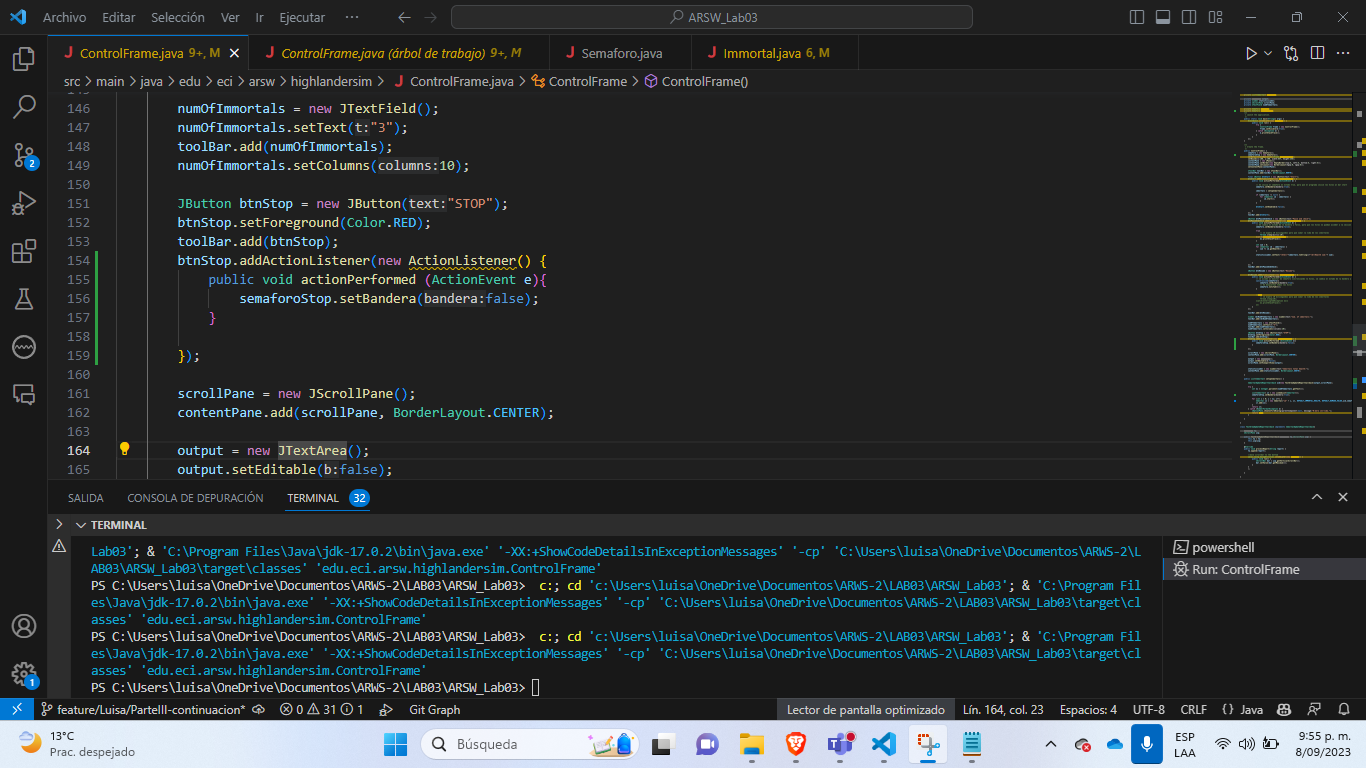 Archivo Editar Selección Ver Ir Ejecutar ··· ARSW_Lab03
ControlFrame.java 9+, M ControlFrame.java (árbol de trabajo) 9+, M Semaforo.java Immortal.java 6, M
src > main > java > edu > eci > arsw > highlandersim > ControlFrame.java > ControlFrame > ControlFrame()
146 numOfImmortals = new JTextField();
147 numOfImmortals.setText(t:"3");
148 toolBar.add(numOfImmortals);
149 numOfImmortals.setColumns(columns:10);
150
151 JButton btnStop = new JButton(text:"STOP");
152 btnStop.setForeground(Color.RED);
153 toolBar.add(btnStop);
154 btnStop.addActionListener(new ActionListener() {
155 public void actionPerformed (ActionEvent e){
156 semaforoStop.setBandera(bandera:false);
157 }
158
159 });
160
161 scrollPane = new JScrollPane();
162 contentPane.add(scrollPane, BorderLayout.CENTER);
163
164 output = new JTextArea();
165 output.setEditable(b:false);
SALIDA CONSOLA DE DEPURACIÓN TERMINAL 32
TERMINAL
Lab03'; & 'C:\Program Files\Java\jdk-17.0.2\bin\java.exe' '-XX:+ShowCodeDetailsInExceptionMessages' '-cp' 'C:\Users\luisa\OneDrive\Documentos\ARWS-2\L
AB03\ARSW_Lab03\target\classes' 'edu.eci.arsw.highlandersim.ControlFrame'
PS C:\Users\luisa\OneDrive\Documentos\ARWS-2\LAB03\ARSW_Lab03> c:; cd 'c:\Users\luisa\OneDrive\Documentos\ARWS-2\LAB03\ARSW_Lab03'; & 'C:\Program Fil
es\Java\jdk-17.0.2\bin\java.exe' '-XX:+ShowCodeDetailsInExceptionMessages' '-cp' 'C:\Users\luisa\OneDrive\Documentos\ARWS-2\LAB03\ARSW_Lab03\target\cl
asses' 'edu.eci.arsw.highlandersim.ControlFrame'
PS C:\Users\luisa\OneDrive\Documentos\ARWS-2\LAB03\ARSW_Lab03> c:; cd 'c:\Users\luisa\OneDrive\Documentos\ARWS-2\LAB03\ARSW_Lab03'; & 'C:\Program Fil
es\Java\jdk-17.0.2\bin\java.exe' '-XX:+ShowCodeDetailsInExceptionMessages' '-cp' 'C:\Users\luisa\OneDrive\Documentos\ARWS-2\LAB03\ARSW_Lab03\target\cl
asses' 'edu.eci.arsw.highlandersim.ControlFrame'
PS C:\Users\luisa\OneDrive\Documentos\ARWS-2\LAB03\ARSW_Lab03>
powershell
Run: ControlFrame
2
1
feature/Luisa/ParteIII-continuacion* 0 31 1 Git Graph Lector de pantalla optimizado Lín. 164, col. 23 Espacios: 4 UTF-8 CRLF {} Java
13°C
Prac. despejado
Búsqueda
ESP
LAA
9:55 p. m.
8/09/2023